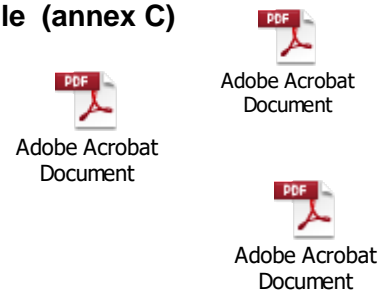 le (annex C)
PDF
Adobe Acrobat
Document
PDF
Adobe Acrobat
Document
PDF
Adobe Acrobat
Document